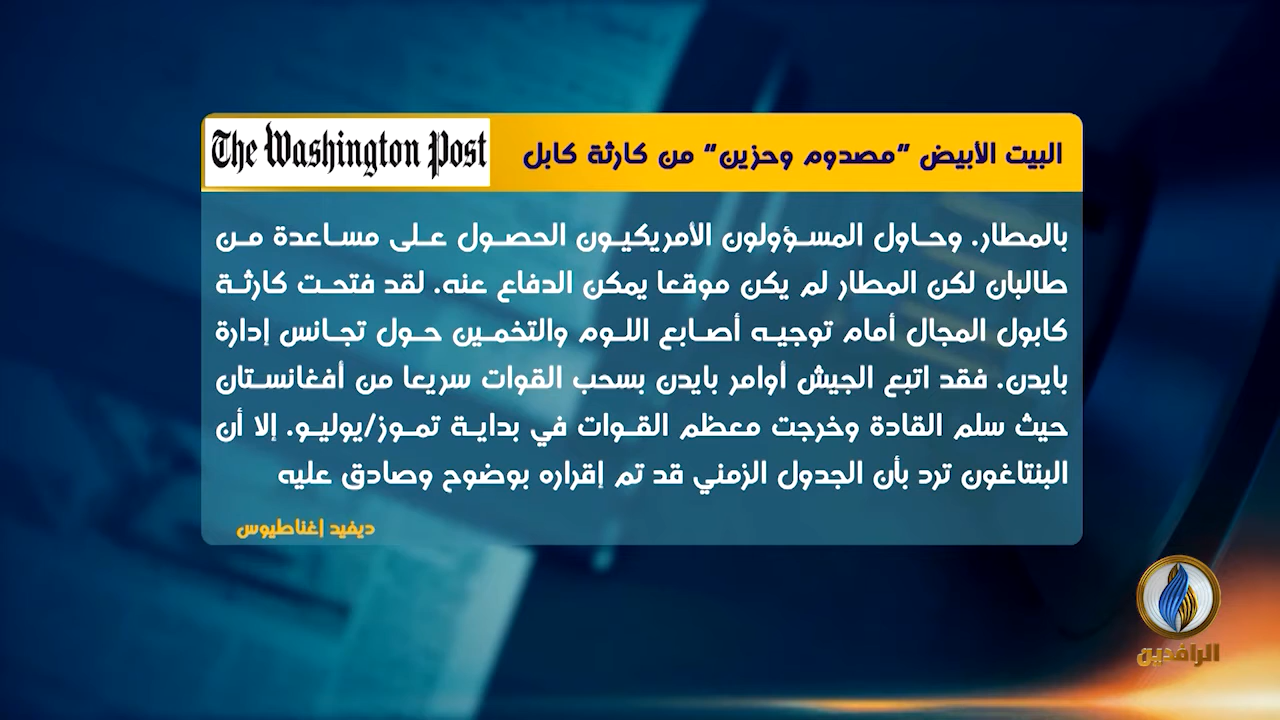 البيت الأبيض "مصدوم وحزين" من كارثة كابل
The Washington Post
بالمطار. وحاول المسؤولون الأمريكيون الحصول على مساعدة من
طالبان لكن المطار لم يكن موقعا يمكن الدفاع عنه. لقد فتحت كارثة
كابول المجال أمام توجيه أصابع اللوم والتخمين حول تجانس إدارة
بايدن. فقد اتبع الجيش أوامر بايدن بسحب القوات سريعا من أفغانستان
حيث سلم القادة وخرجت معظم القوات في بداية تموز/يوليو. إلا أن
البنتاغون ترد بأن الجدول الزمني قد تم إقراره بوضوح وصادق عليه
ديفيد إغناطيوس
الرافدين